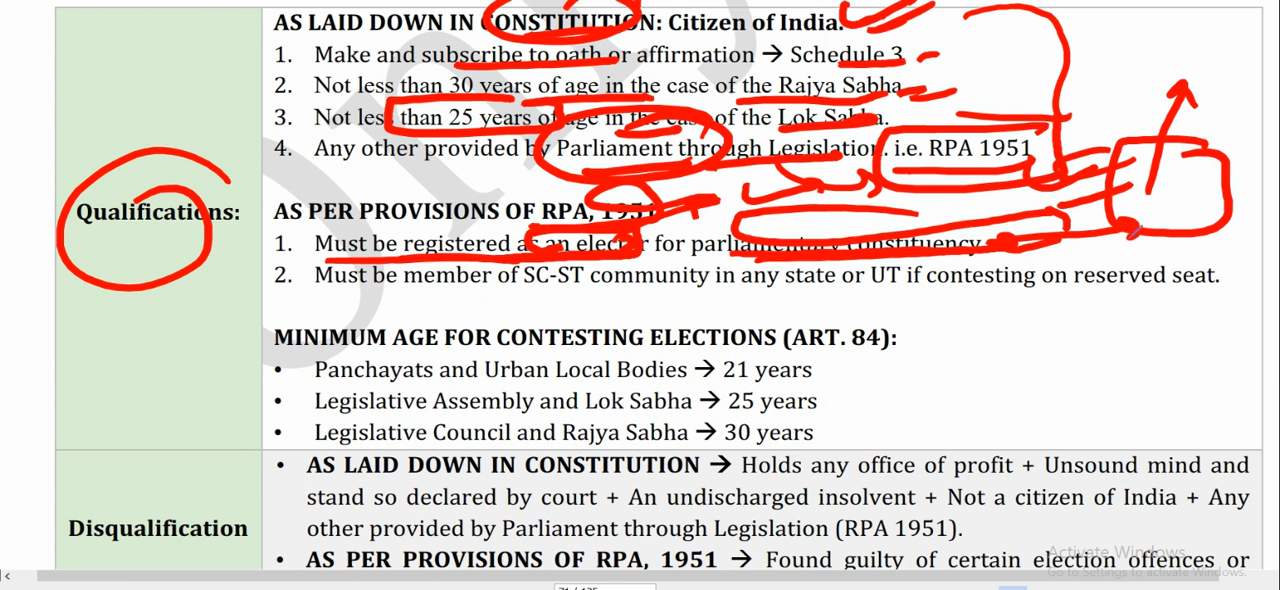 AS LAID DOWN IN CONSTITUTION: Citizen of India.
1. Make and subscribe to oath or affirmation → Schedule 3
2. Not less than 30 years of age in the case of the Rajya Sabha
3. Not less than 25 years of age in the case of the Lok Sabha.
4. Any other provided by Parliament through Legislation. i.e. RPA 1951
Qualifications:
AS PER PROVISIONS OF RPA, 1951
1. Must be registered as an elector for parliamentary constituency
2. Must be member of SC-ST community in any state or UT if contesting on reserved seat.
MINIMUM AGE FOR CONTESTING ELECTIONS (ART. 84):
• Panchayats and Urban Local Bodies → 21 years
• Legislative Assembly and Lok Sabha → 25 years
• Legislative Council and Rajya Sabha → 30 years
Disqualification
• AS LAID DOWN IN CONSTITUTION → Holds any office of profit + Unsound mind and
stand so declared by court + An undischarged insolvent + Not a citizen of India + Any
other provided by Parliament through Legislation (RPA 1951).
• AS PER PROVISIONS OF RPA, 1951 → Found guilty of certain election offences or
Activate Windows
Go to Settings to activate Windows.
71 / 125